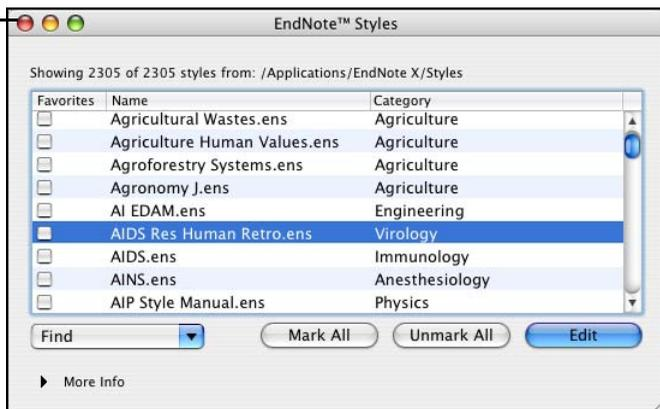 EndNote™ Styles
Showing 2305 of 2305 styles from: /Applications/EndNote X/Styles
Favorites Name Category
Agricultural Wastes.ens Agriculture
Agriculture Human Values.ens Agriculture
Agroforestry Systems.ens Agriculture
Agronomy J.ens Agriculture
AI EDAM.ens Engineering
AIDS Res Human Retro.ens Virology
AIDS.ens Immunology
AINS.ens Anesthesiology
AIP Style Manual.ens Physics
Find Mark All Unmark All Edit
More Info